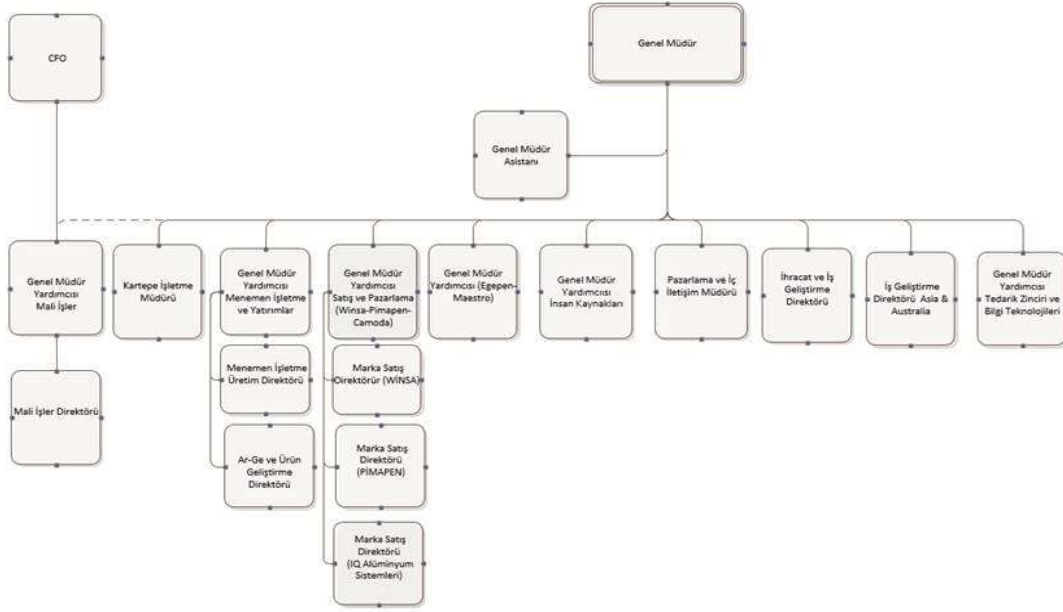 CFO
Genel Müdür
Genel Müdür
Asistanı
Genel Müdür
Yardımcısı
Mali İşler
Kartepe İşletme
Müdürü
Genel Müdür
Yardımcısı
Menemen İşletme
ve Yatırımlar
Genel Müdür
Yardımcısı
Satış ve Pazarlama
(Winsa-Pimapen-
Camoda)
Genel Müdür
Yardımcısı (Egepen-
Maestro)
Genel Müdür
Yardımcısı
İnsan Kaynakları
Pazarlama ve İç
İletişim Müdürü
İhracat ve İş
Geliştirme
Direktörü
İş Geliştirme
Direktörü Asia &
Australia
Genel Müdür
Yardımcısı
Tedarik Zinciri ve
Bilgi Teknolojileri
Mali İşler Direktörü
Menemen İşletme
Üretim Direktörü
Marka Satış
Direktörür (WİNSA)
Ar-Ge ve Ürün
Geliştirme
Direktörü
Marka Satış
Direktörü
(PİMAPEN)
Marka Satış
Direktörü
(IQ Alüminyum
Sistemleri)